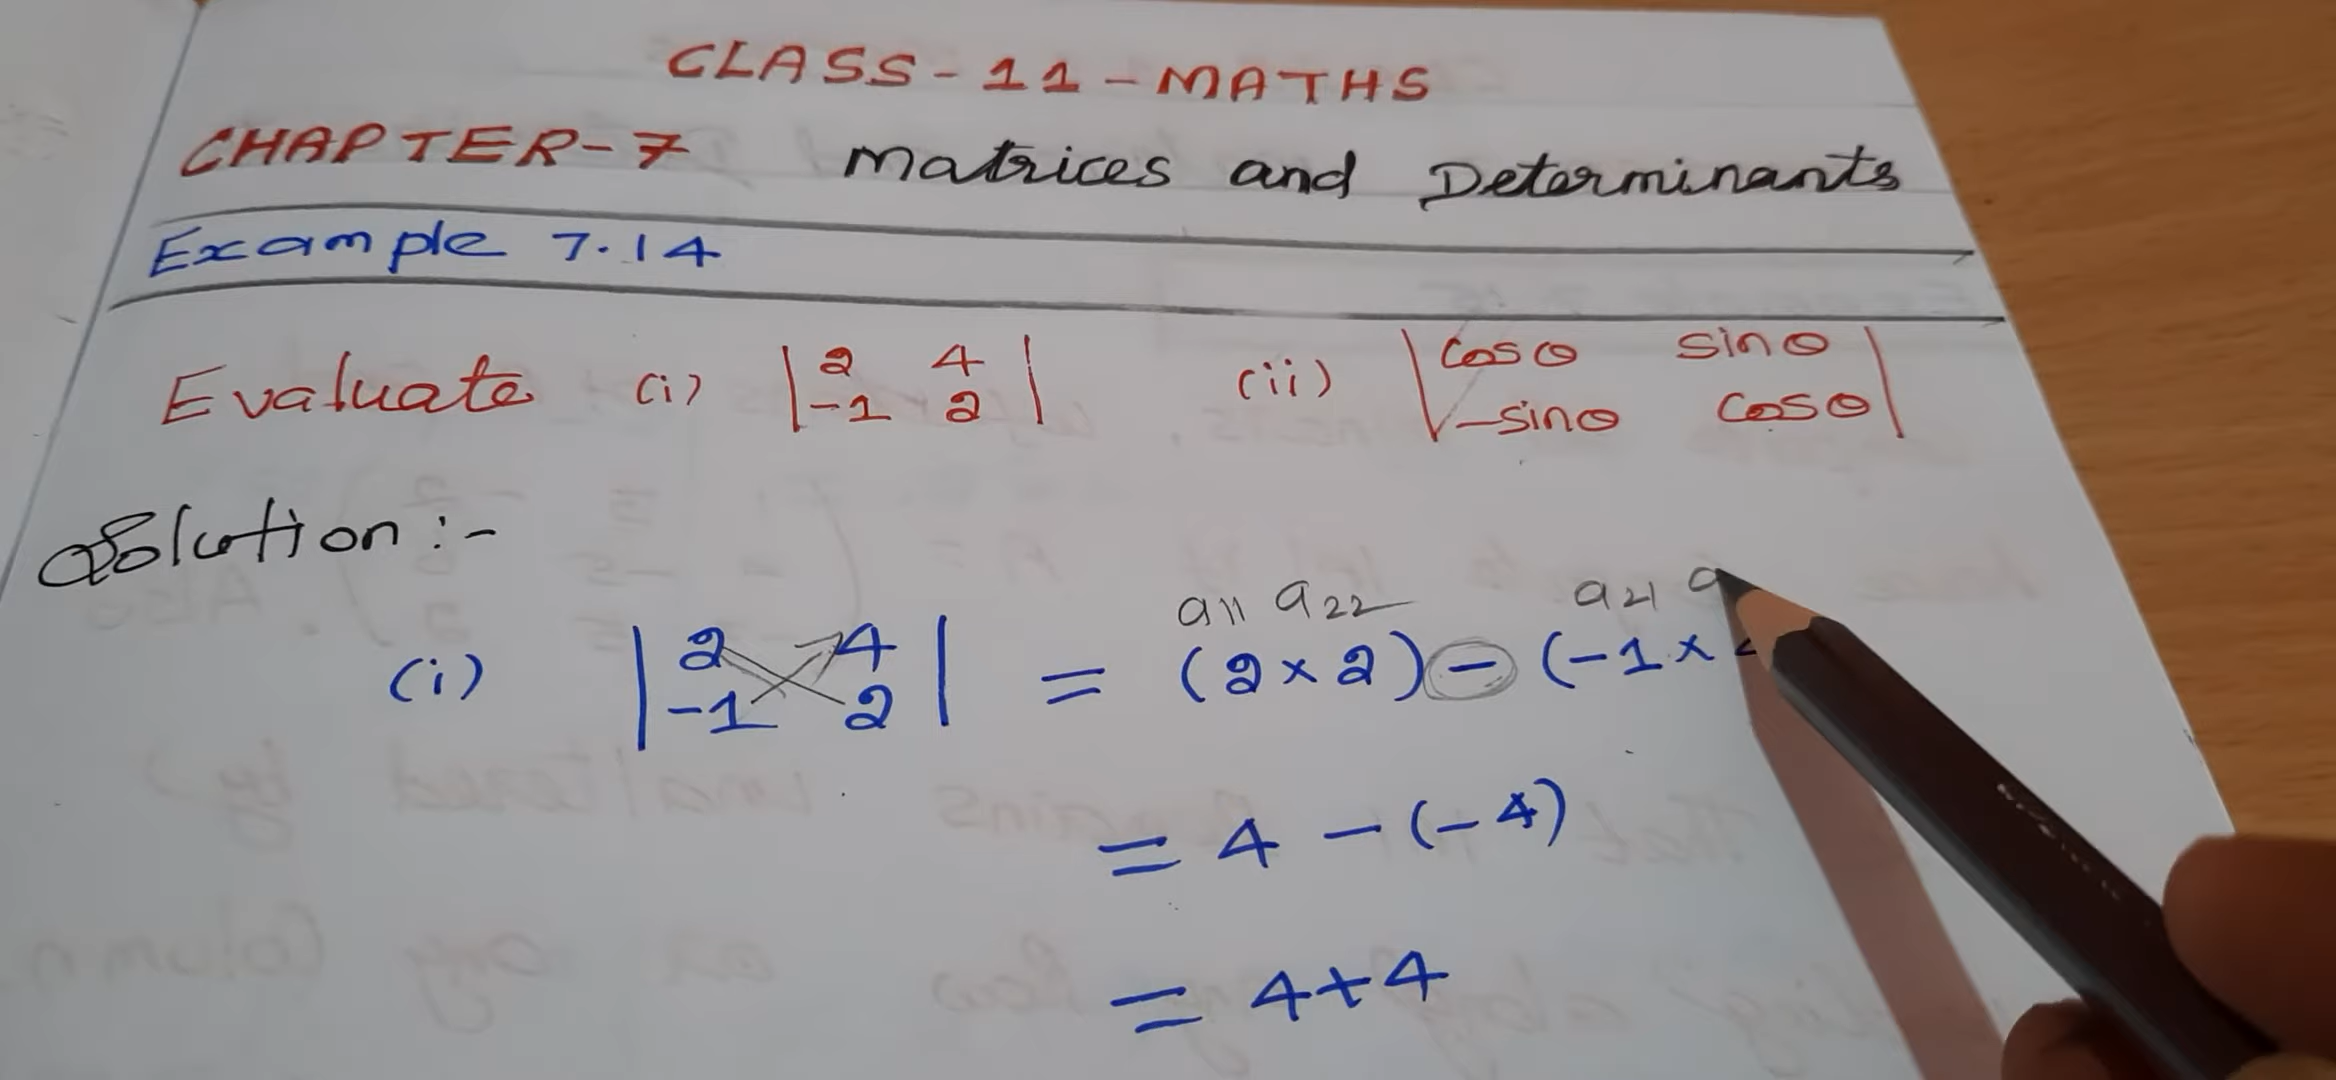 CLASS-11-MATHS
CHAPTER-7 Matrices and Determinants
Example 7.14
Evaluate (i) |2 4| (ii) |cosθ sinθ|
|-1 2| |-sinθ cosθ|
Solution:-
a11 a22 a21 a
(i) |2 4| = (2×2) - (-1×
|-1 2|
= 4 - (-4)
= 4+4